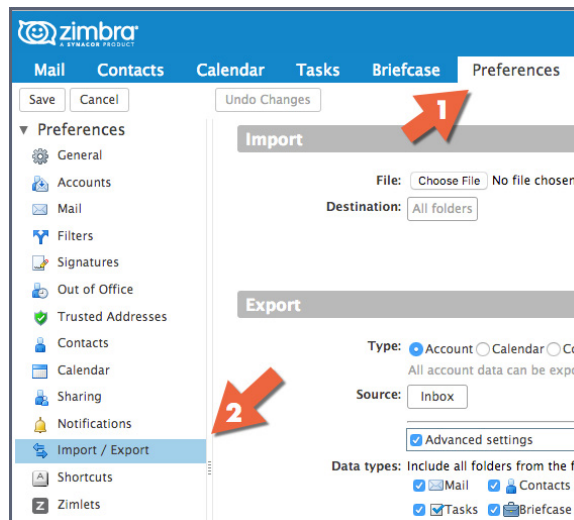 zimbra
A SYNACOR PRODUCT
Mail Contacts Calendar Tasks Briefcase Preferences
Save Cancel Undo Changes
1
Preferences
General
Accounts
Mail
Filters
Signatures
Out of Office
Trusted Addresses
Contacts
Calendar
Sharing
Notifications
Import / Export
Shortcuts
Zimlets
2
Import
File: Choose File No file chosen
Destination: All folders
Export
Type: Account Calendar Co
All account data can be expo
Source: Inbox
Advanced settings
Data types: Include all folders from the f
Mail Contacts
Tasks Briefcase